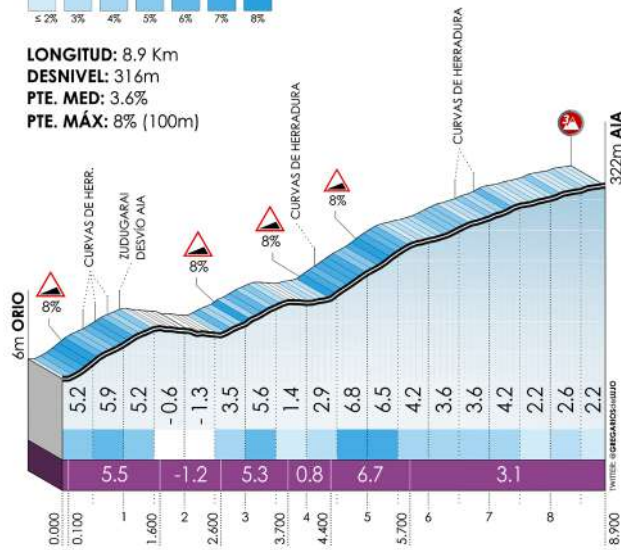 ≤ 2% 3% 4% 5% 6% 7% 8%
LONGITUD: 8.9 Km
DESNIVEL: 316m
PTE. MED: 3.6%
PTE. MÁX: 8% (100m)
6m ORIO
8%
CURVAS DE HERR.
ZUDUGARAI
DESVÍO AIA
8%
8%
CURVAS DE HERRADURA
8%
CURVAS DE HERRADURA
3ª
322m AIA
5.2 5.9 5.2 -0.6 -1.3 3.5 5.6 1.4 2.9 6.8 6.5 4.2 3.6 3.6 4.2 2.2 2.6 2.2
5.5 -1.2 5.3 0.8 6.7 3.1
0.000 0.100 1 1.600 2 2.600 3 3.700 4 4.400 5 5.700 6 7 8 8.900
TWITTER: @GREGARIOSdeLUJO